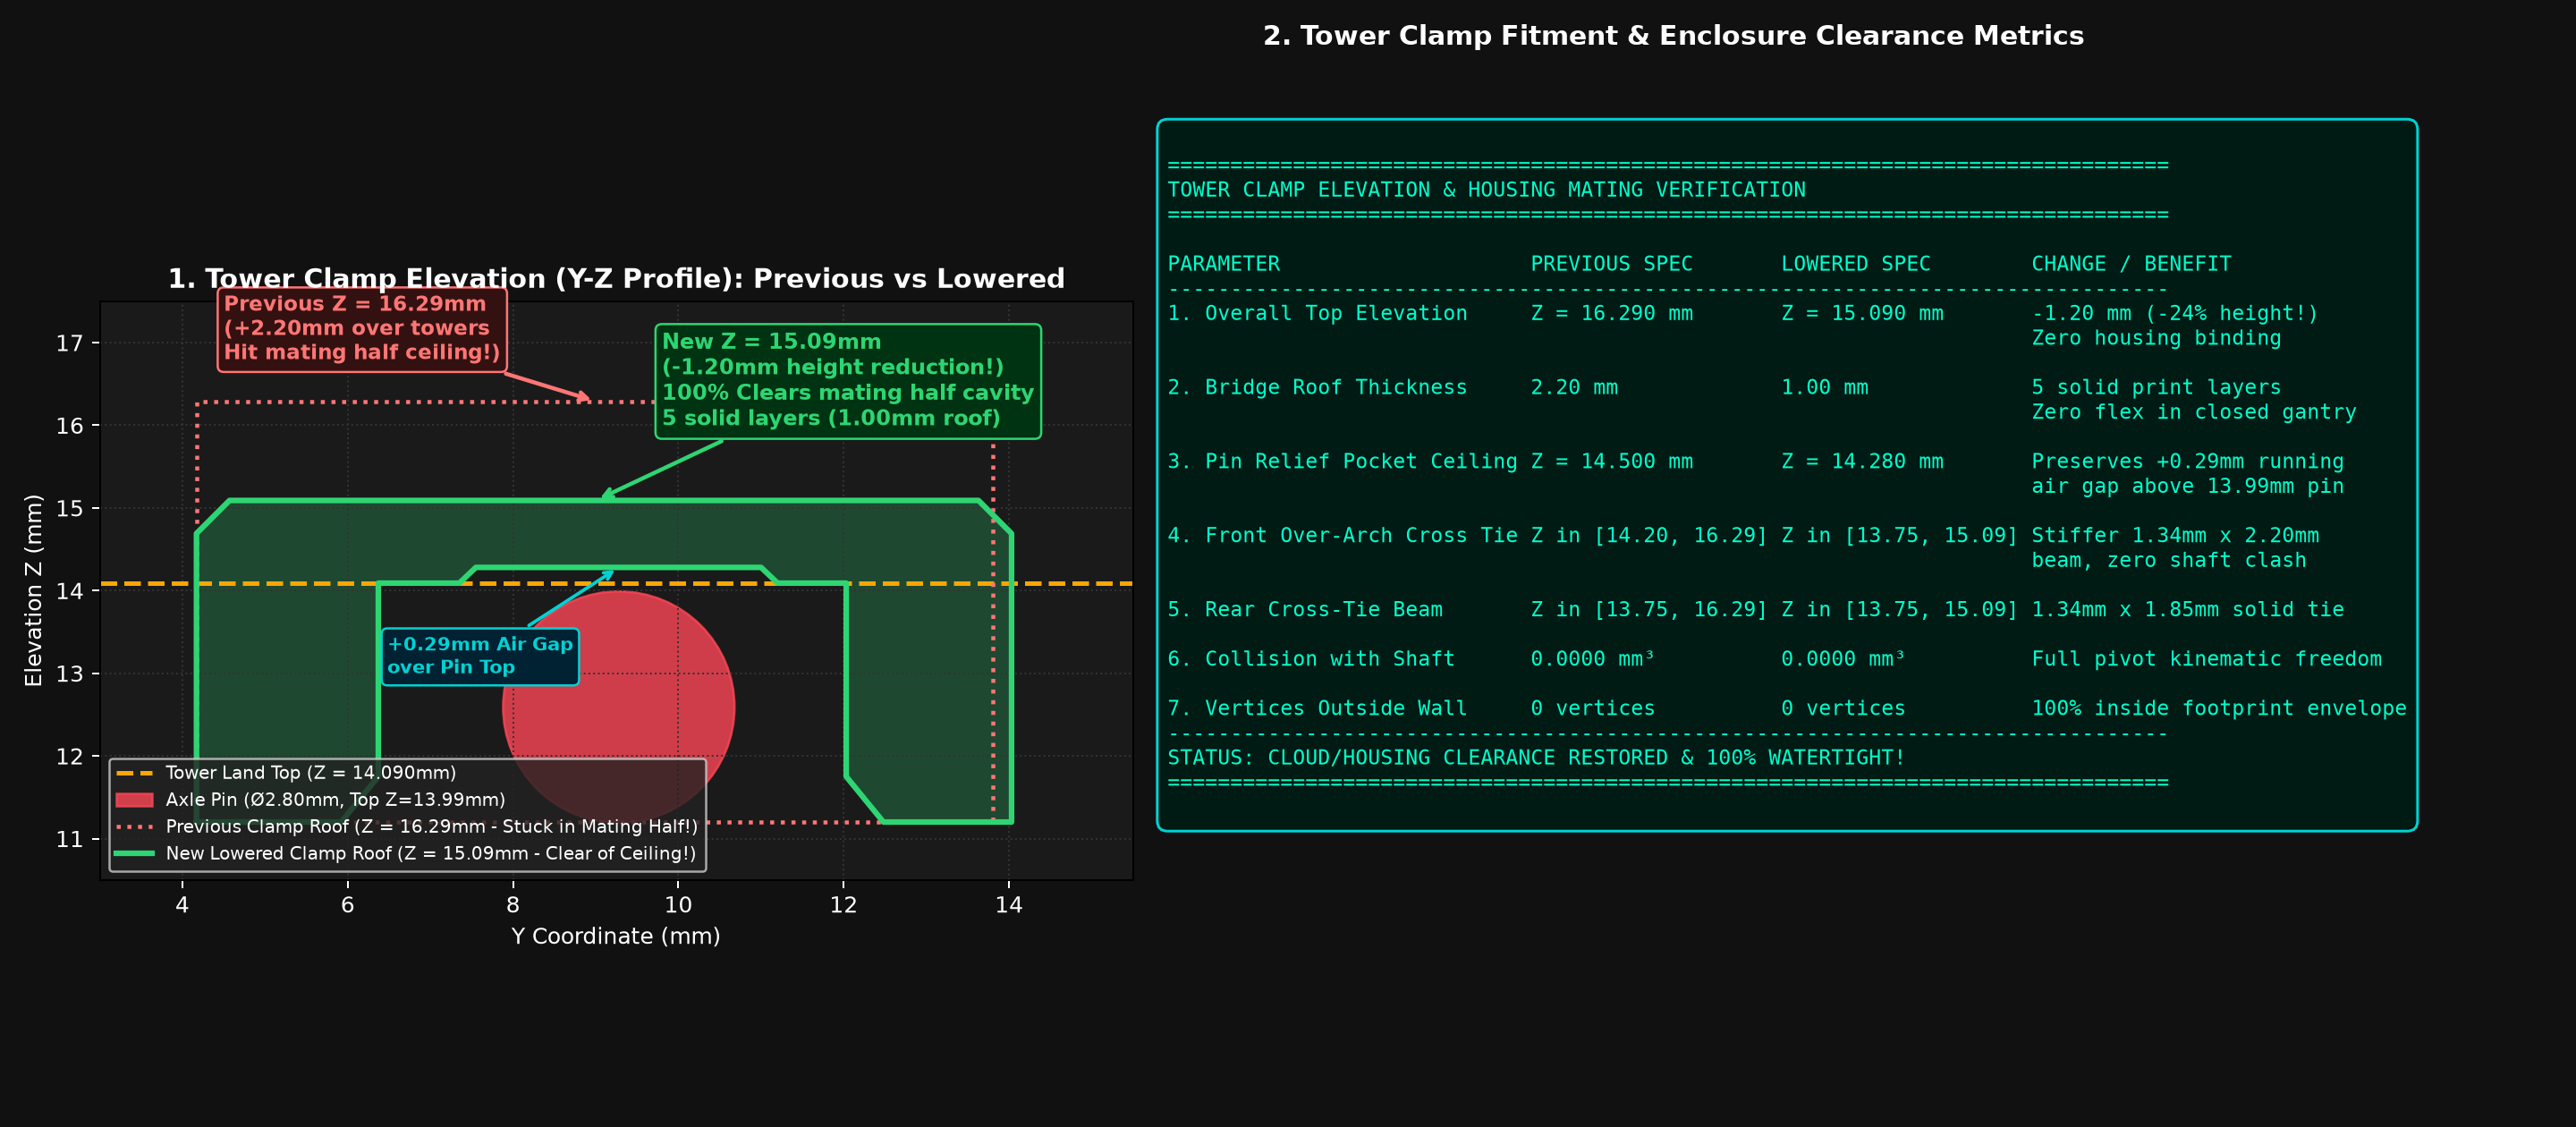 1. Tower Clamp Elevation (Y-Z Profile): Previous vs Lowered
Previous Z = 16.29mm
(+2.20mm over towers
Hit mating half ceiling!)
New Z = 15.09mm
(-1.20mm height reduction!)
100% Clears mating half cavity
5 solid layers (1.00mm roof)
+0.29mm Air Gap
over Pin Top
Elevation Z (mm)
17
16
15
14
13
12
11
Tower Land Top (Z = 14.090mm)
Axle Pin (Ø2.80mm, Top Z=13.99mm)
Previous Clamp Roof (Z = 16.29mm - Stuck in Mating Half!)
New Lowered Clamp Roof (Z = 15.09mm - Clear of Ceiling!)
4 6 8 10 12 14
Y Coordinate (mm)
2. Tower Clamp Fitment & Enclosure Clearance Metrics
================================================================================
TOWER CLAMP ELEVATION & HOUSING MATING VERIFICATION
================================================================================
PARAMETER PREVIOUS SPEC LOWERED SPEC CHANGE / BENEFIT
--------------------------------------------------------------------------------
1. Overall Top Elevation Z = 16.290 mm Z = 15.090 mm -1.20 mm (-24% height!)
Zero housing binding
2. Bridge Roof Thickness 2.20 mm 1.00 mm 5 solid print layers
Zero flex in closed gantry
3. Pin Relief Pocket Ceiling Z = 14.500 mm Z = 14.280 mm Preserves +0.29mm running
air gap above 13.99mm pin
4. Front Over-Arch Cross Tie Z in [14.20, 16.29] Z in [13.75, 15.09] Stiffer 1.34mm x 2.20mm
beam, zero shaft clash
5. Rear Cross-Tie Beam Z in [13.75, 16.29] Z in [13.75, 15.09] 1.34mm x 1.85mm solid tie
6. Collision with Shaft 0.0000 mm³ 0.0000 mm³ Full pivot kinematic freedom
7. Vertices Outside Wall 0 vertices 0 vertices 100% inside footprint envelope
--------------------------------------------------------------------------------
STATUS: CLOUD/HOUSING CLEARANCE RESTORED & 100% WATERTIGHT!
================================================================================